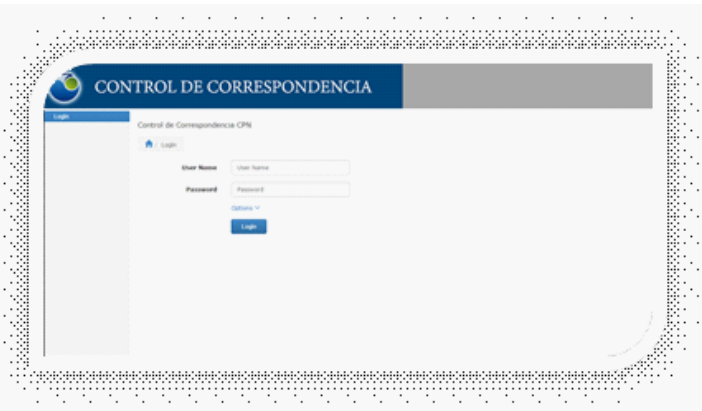 CONTROL DE CORRESPONDENCIA
Login
Control de Correspondencia CPN
/ Login
User Name User Name
Password Password
Options
Login